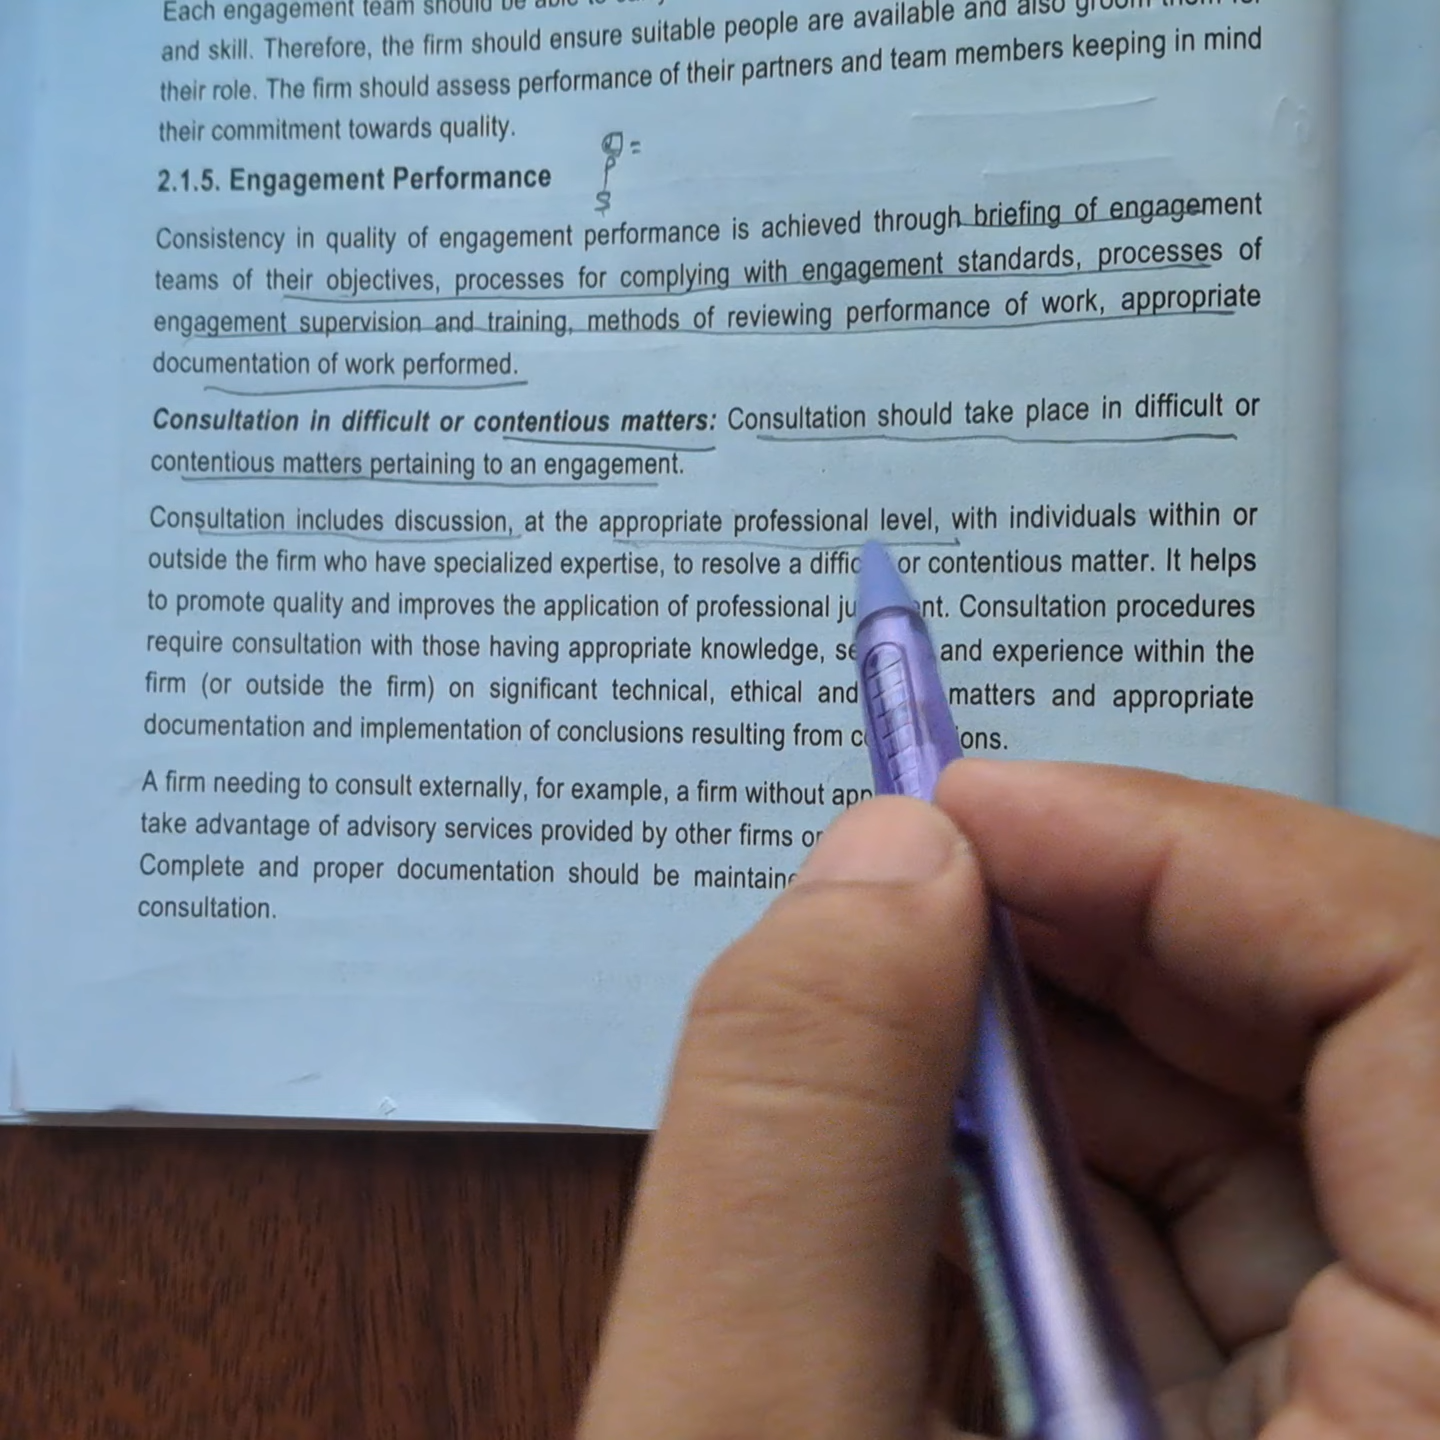 Each engagement team should be able to
and skill. Therefore, the firm should ensure suitable people are available and also groom them for
their role. The firm should assess performance of their partners and team members keeping in mind
their commitment towards quality.
2.1.5. Engagement Performance
P
S
Consistency in quality of engagement performance is achieved through briefing of engagement
teams of their objectives, processes for complying with engagement standards, processes of
engagement supervision and training, methods of reviewing performance of work, appropriate
documentation of work performed.
Consultation in difficult or contentious matters: Consultation should take place in difficult or
contentious matters pertaining to an engagement.
Consultation includes discussion, at the appropriate professional level, with individuals within or
outside the firm who have specialized expertise, to resolve a or contentious matter. It helps
to promote quality and improves the application of professional Consultation procedures
require consultation with those having appropriate knowledge, and experience within the
firm (or outside the firm) on significant technical, ethical and matters and appropriate
documentation and implementation of conclusions resulting from
A firm needing to consult externally, for example, a firm without
take advantage of advisory services provided by other firms or
Complete and proper documentation should be
consultation.